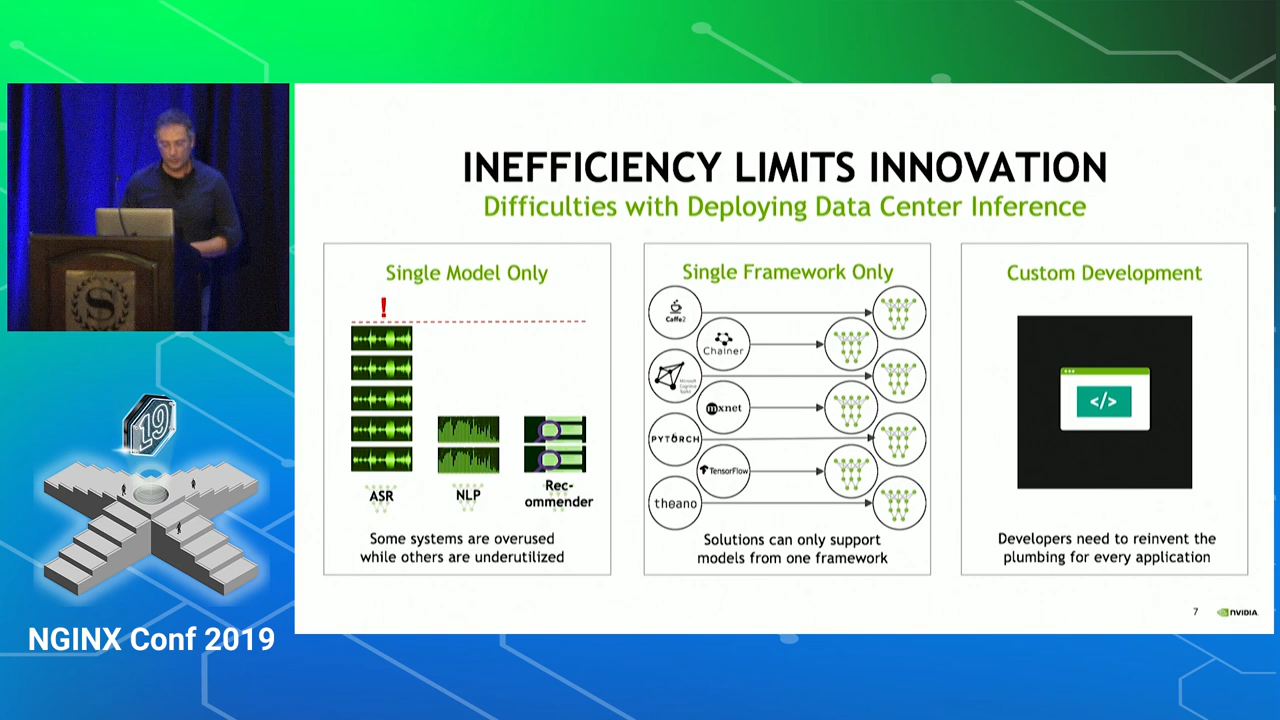 INEFFICIENCY LIMITS INNOVATION
Difficulties with Deploying Data Center Inference
Single Model Only
!
ASR
NLP
Rec-
ommender
Some systems are overused
while others are underutilized
Single Framework Only
Caffe2
Chainer
Microsoft
Cognitive
Toolkit
mxnet
PYTORCH
TensorFlow
theano
Solutions can only support
models from one framework
Custom Development
</>
Developers need to reinvent the
plumbing for every application
7
NVIDIA
S
19
NGINX Conf 2019